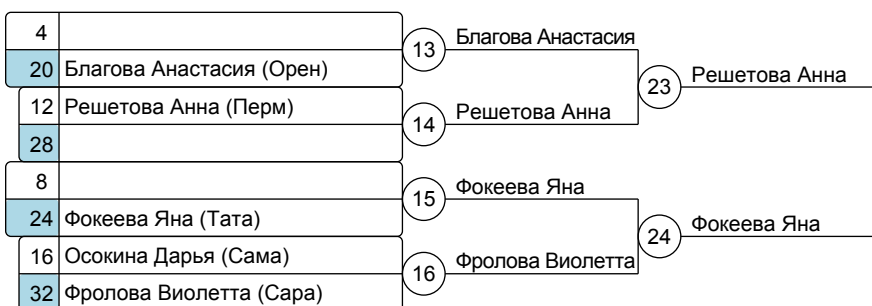 4
20 Благова Анастасия (Орен)
12 Решетова Анна (Перм)
28
8
24 Фокеева Яна (Тата)
16 Осокина Дарья (Сама)
32 Фролова Виолетта (Сара)
13 Благова Анастасия
14 Решетова Анна
15 Фокеева Яна
16 Фролова Виолетта
23 Решетова Анна
24 Фокеева Яна